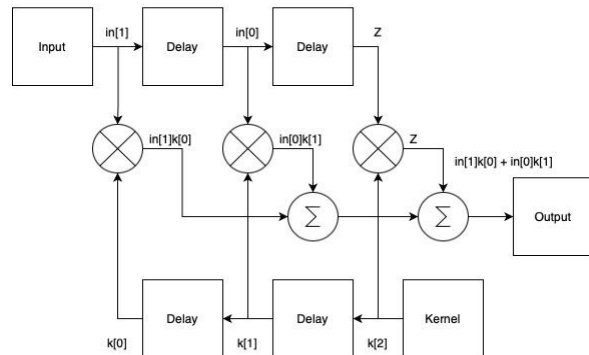 in[1]
in[0]
Z
Input
Delay
Delay
in[1]k[0]
in[0]k[1]
Z
in[1]k[0] + in[0]k[1]
Σ
Σ
Output
Delay
Delay
Kernel
k[0]
k[1]
k[2]